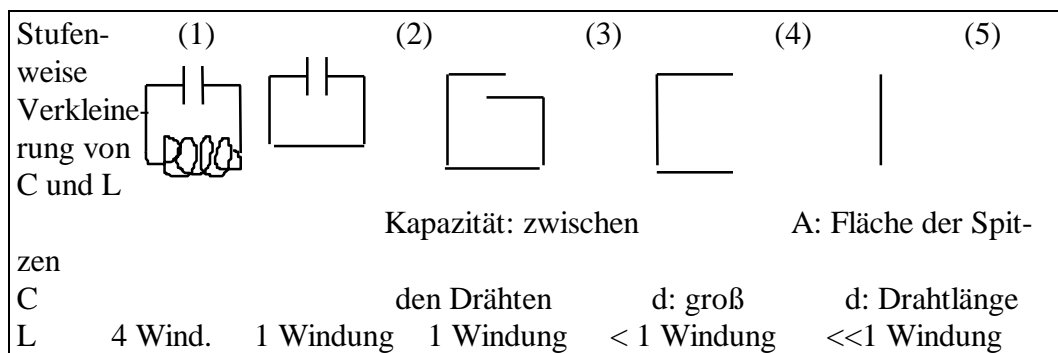 Stufen- (1) (2) (3) (4) (5)
weise
Verkleine-
rung von
C und L
Kapazität: zwischen A: Fläche der Spit-
zen
C den Drähten d: groß d: Drahtlänge
L 4 Wind. 1 Windung 1 Windung < 1 Windung <<1 Windung